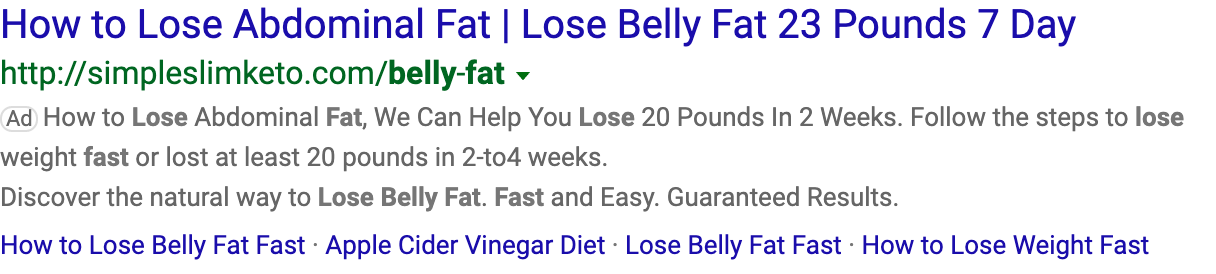 How to Lose Abdominal Fat | Lose Belly Fat 23 Pounds 7 Day
http://simpleslimketo.com/belly-fat
Ad How to Lose Abdominal Fat, We Can Help You Lose 20 Pounds In 2 Weeks. Follow the steps to lose
weight fast or lost at least 20 pounds in 2-to4 weeks.
Discover the natural way to Lose Belly Fat. Fast and Easy. Guaranteed Results.
How to Lose Belly Fat Fast · Apple Cider Vinegar Diet · Lose Belly Fat Fast · How to Lose Weight Fast